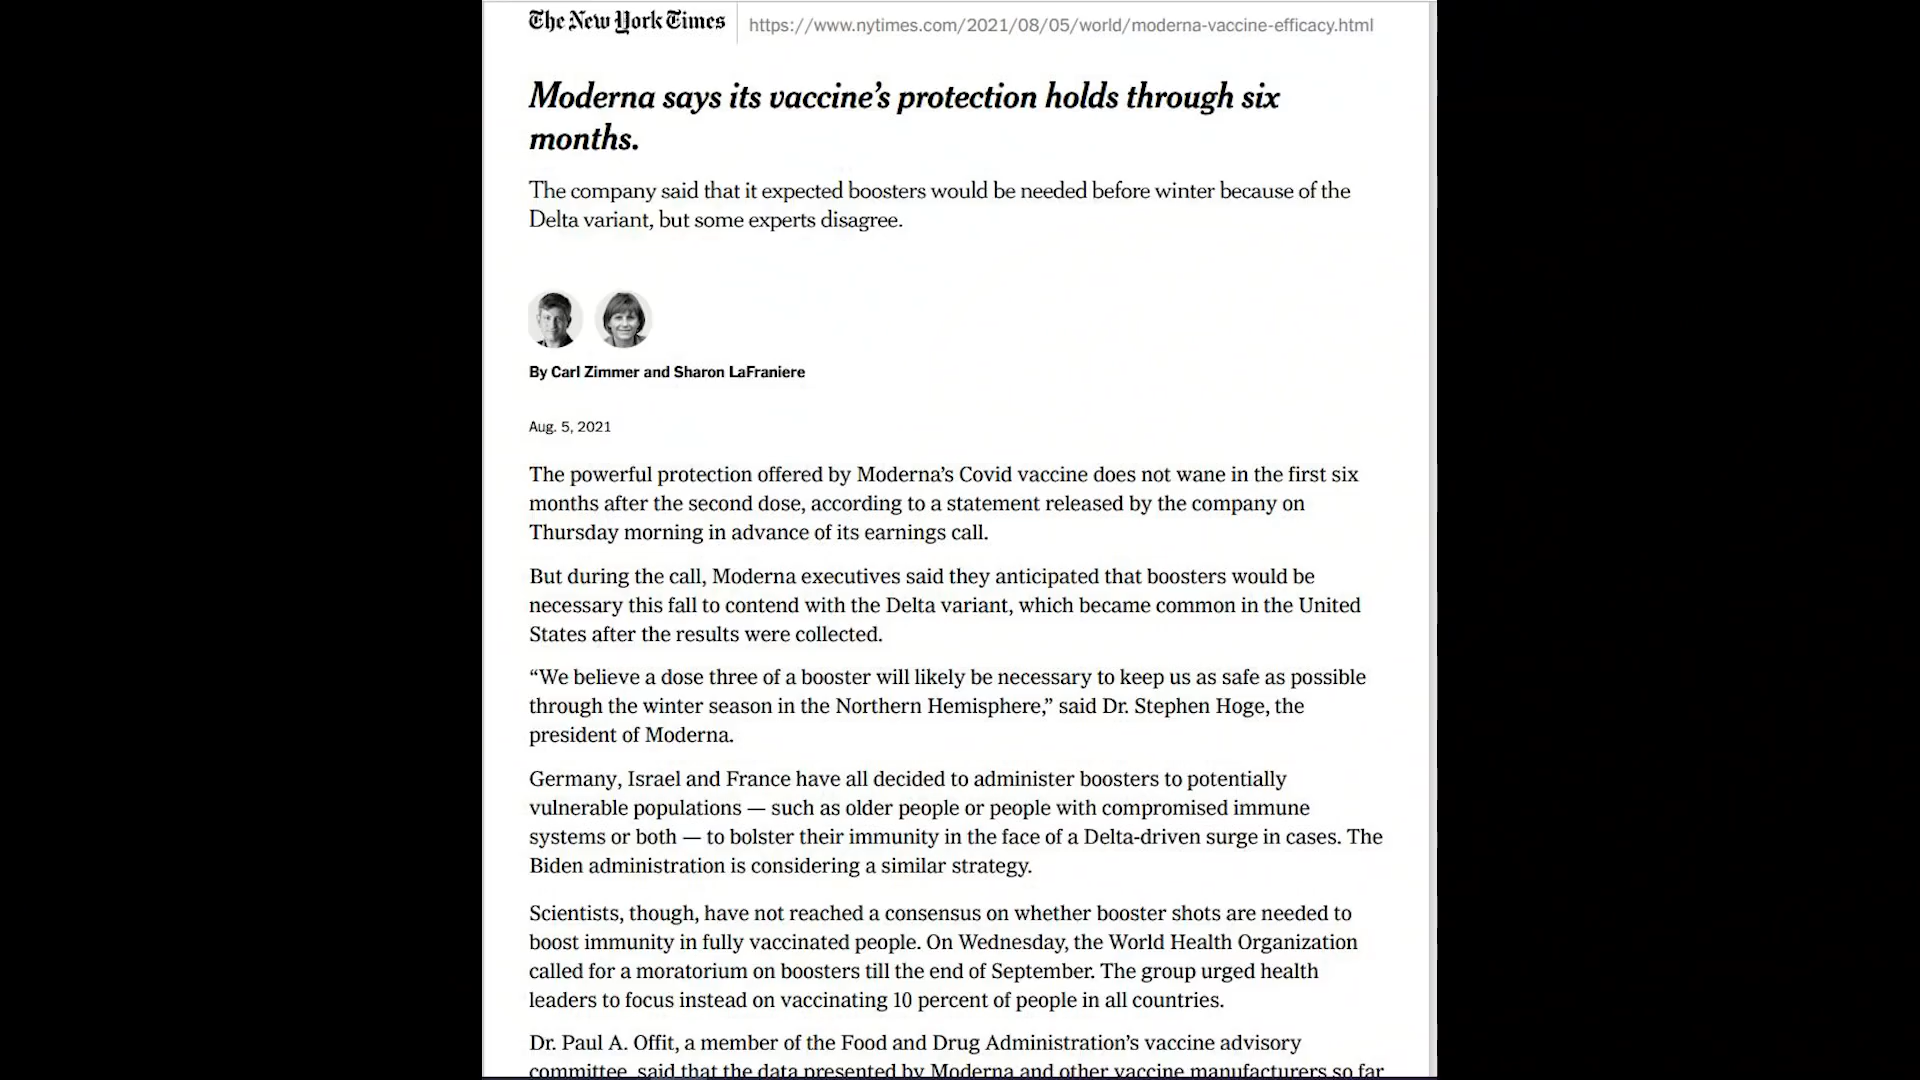 The New York Times
https://www.nytimes.com/2021/08/05/world/moderna-vaccine-efficacy.html
Moderna says its vaccine’s protection holds through six
months.
The company said that it expected boosters would be needed before winter because of the
Delta variant, but some experts disagree.
By Carl Zimmer and Sharon LaFraniere
Aug. 5, 2021
The powerful protection offered by Moderna’s Covid vaccine does not wane in the first six
months after the second dose, according to a statement released by the company on
Thursday morning in advance of its earnings call.
But during the call, Moderna executives said they anticipated that boosters would be
necessary this fall to contend with the Delta variant, which became common in the United
States after the results were collected.
“We believe a dose three of a booster will likely be necessary to keep us as safe as possible
through the winter season in the Northern Hemisphere,” said Dr. Stephen Hoge, the
president of Moderna.
Germany, Israel and France have all decided to administer boosters to potentially
vulnerable populations — such as older people or people with compromised immune
systems or both — to bolster their immunity in the face of a Delta-driven surge in cases. The
Biden administration is considering a similar strategy.
Scientists, though, have not reached a consensus on whether booster shots are needed to
boost immunity in fully vaccinated people. On Wednesday, the World Health Organization
called for a moratorium on boosters till the end of September. The group urged health
leaders to focus instead on vaccinating 10 percent of people in all countries.
Dr. Paul A. Offit, a member of the Food and Drug Administration’s vaccine advisory
committee, said that the data presented by Moderna and other vaccine manufacturers so far